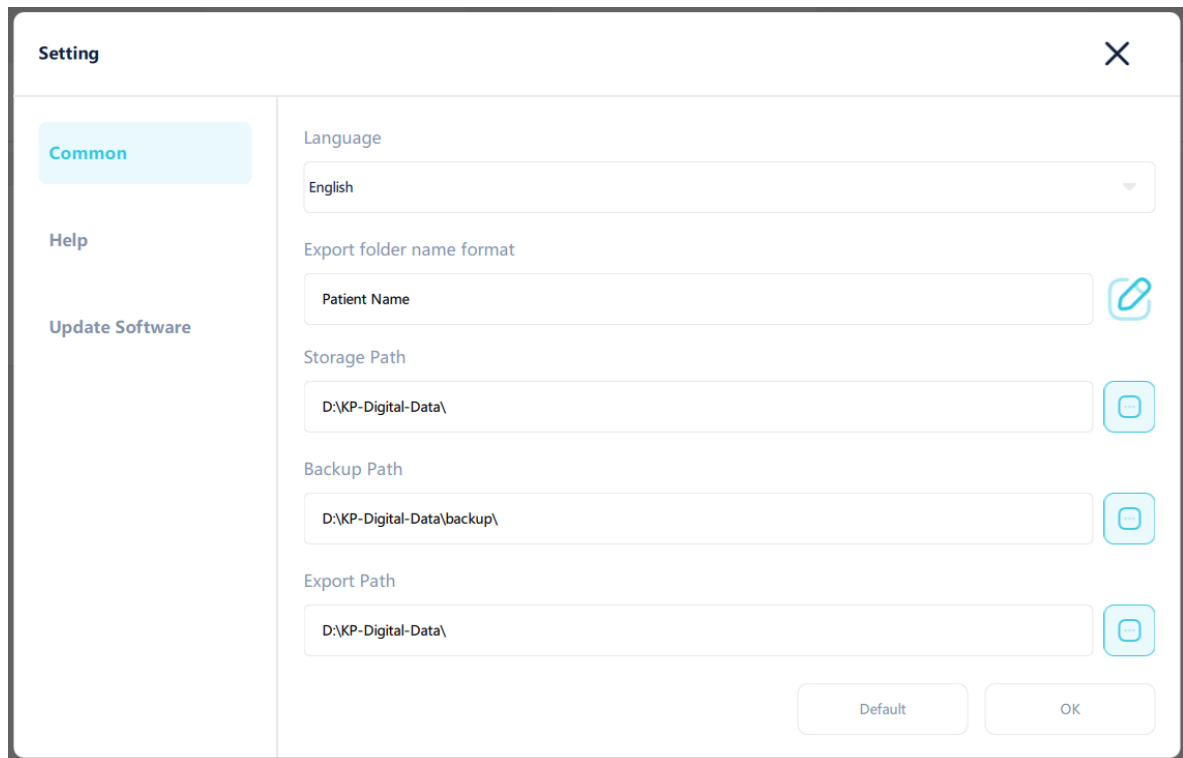 Setting
Common
Help
Update Software
Language
English
Export folder name format
Patient Name
Storage Path
D:\KP-Digital-Data\
Backup Path
D:\KP-Digital-Data\backup\
Export Path
D:\KP-Digital-Data\
Default
OK